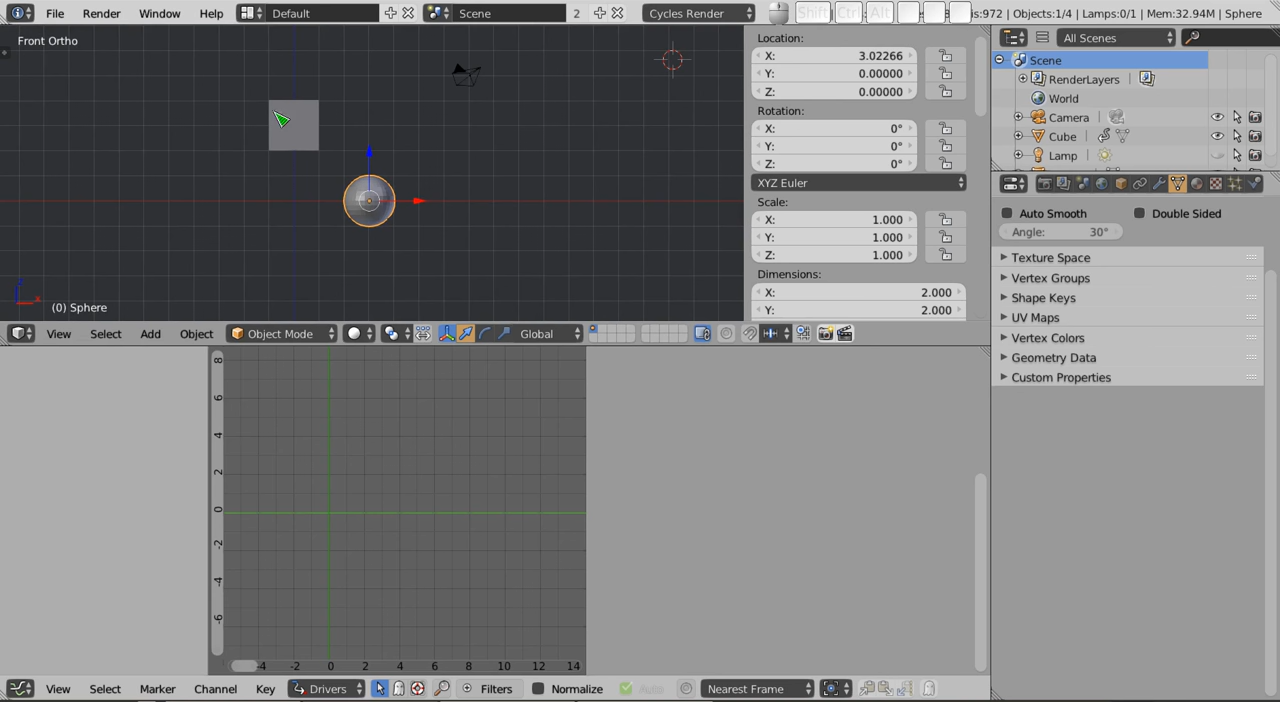 File Render Window Help Default Scene 2 Cycles Render Shift Ctrl Alt is:972 | Objects:1/4 | Lamps:0/1 | Mem:32.94M | Sphere
Front Ortho
(0) Sphere
Location:
X: 3.02266
Y: 0.00000
Z: 0.00000
Rotation:
X: 0°
Y: 0°
Z: 0°
XYZ Euler
Scale:
X: 1.000
Y: 1.000
Z: 1.000
Dimensions:
X: 2.000
Y: 2.000
All Scenes
Scene
RenderLayers
World
Camera
Cube
Lamp
Auto Smooth Double Sided
Angle: 30°
Texture Space
Vertex Groups
Shape Keys
UV Maps
Vertex Colors
Geometry Data
Custom Properties
View Select Add Object Object Mode Global
8
6
4
2
0
-2
-4
-6
-4 -2 0 2 4 6 8 10 12 14
View Select Marker Channel Key Drivers Filters Normalize Auto Nearest Frame